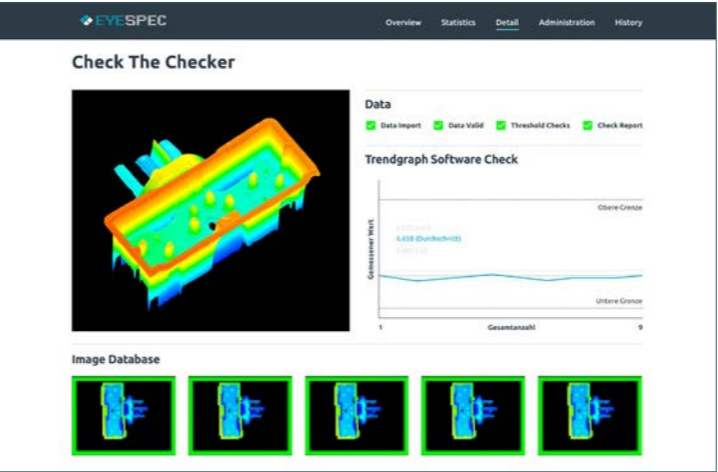 EYESPEC
Overview Statistics Detail Administration History
Check The Checker
Data
Data Import Data Valid Threshold Checks Check Report
Trendgraph Software Check
Obere Grenze
6.658 (Durchschnitt)
Gemessener Wert
Untere Grenze
1 Gesamtanzahl 9
Image Database